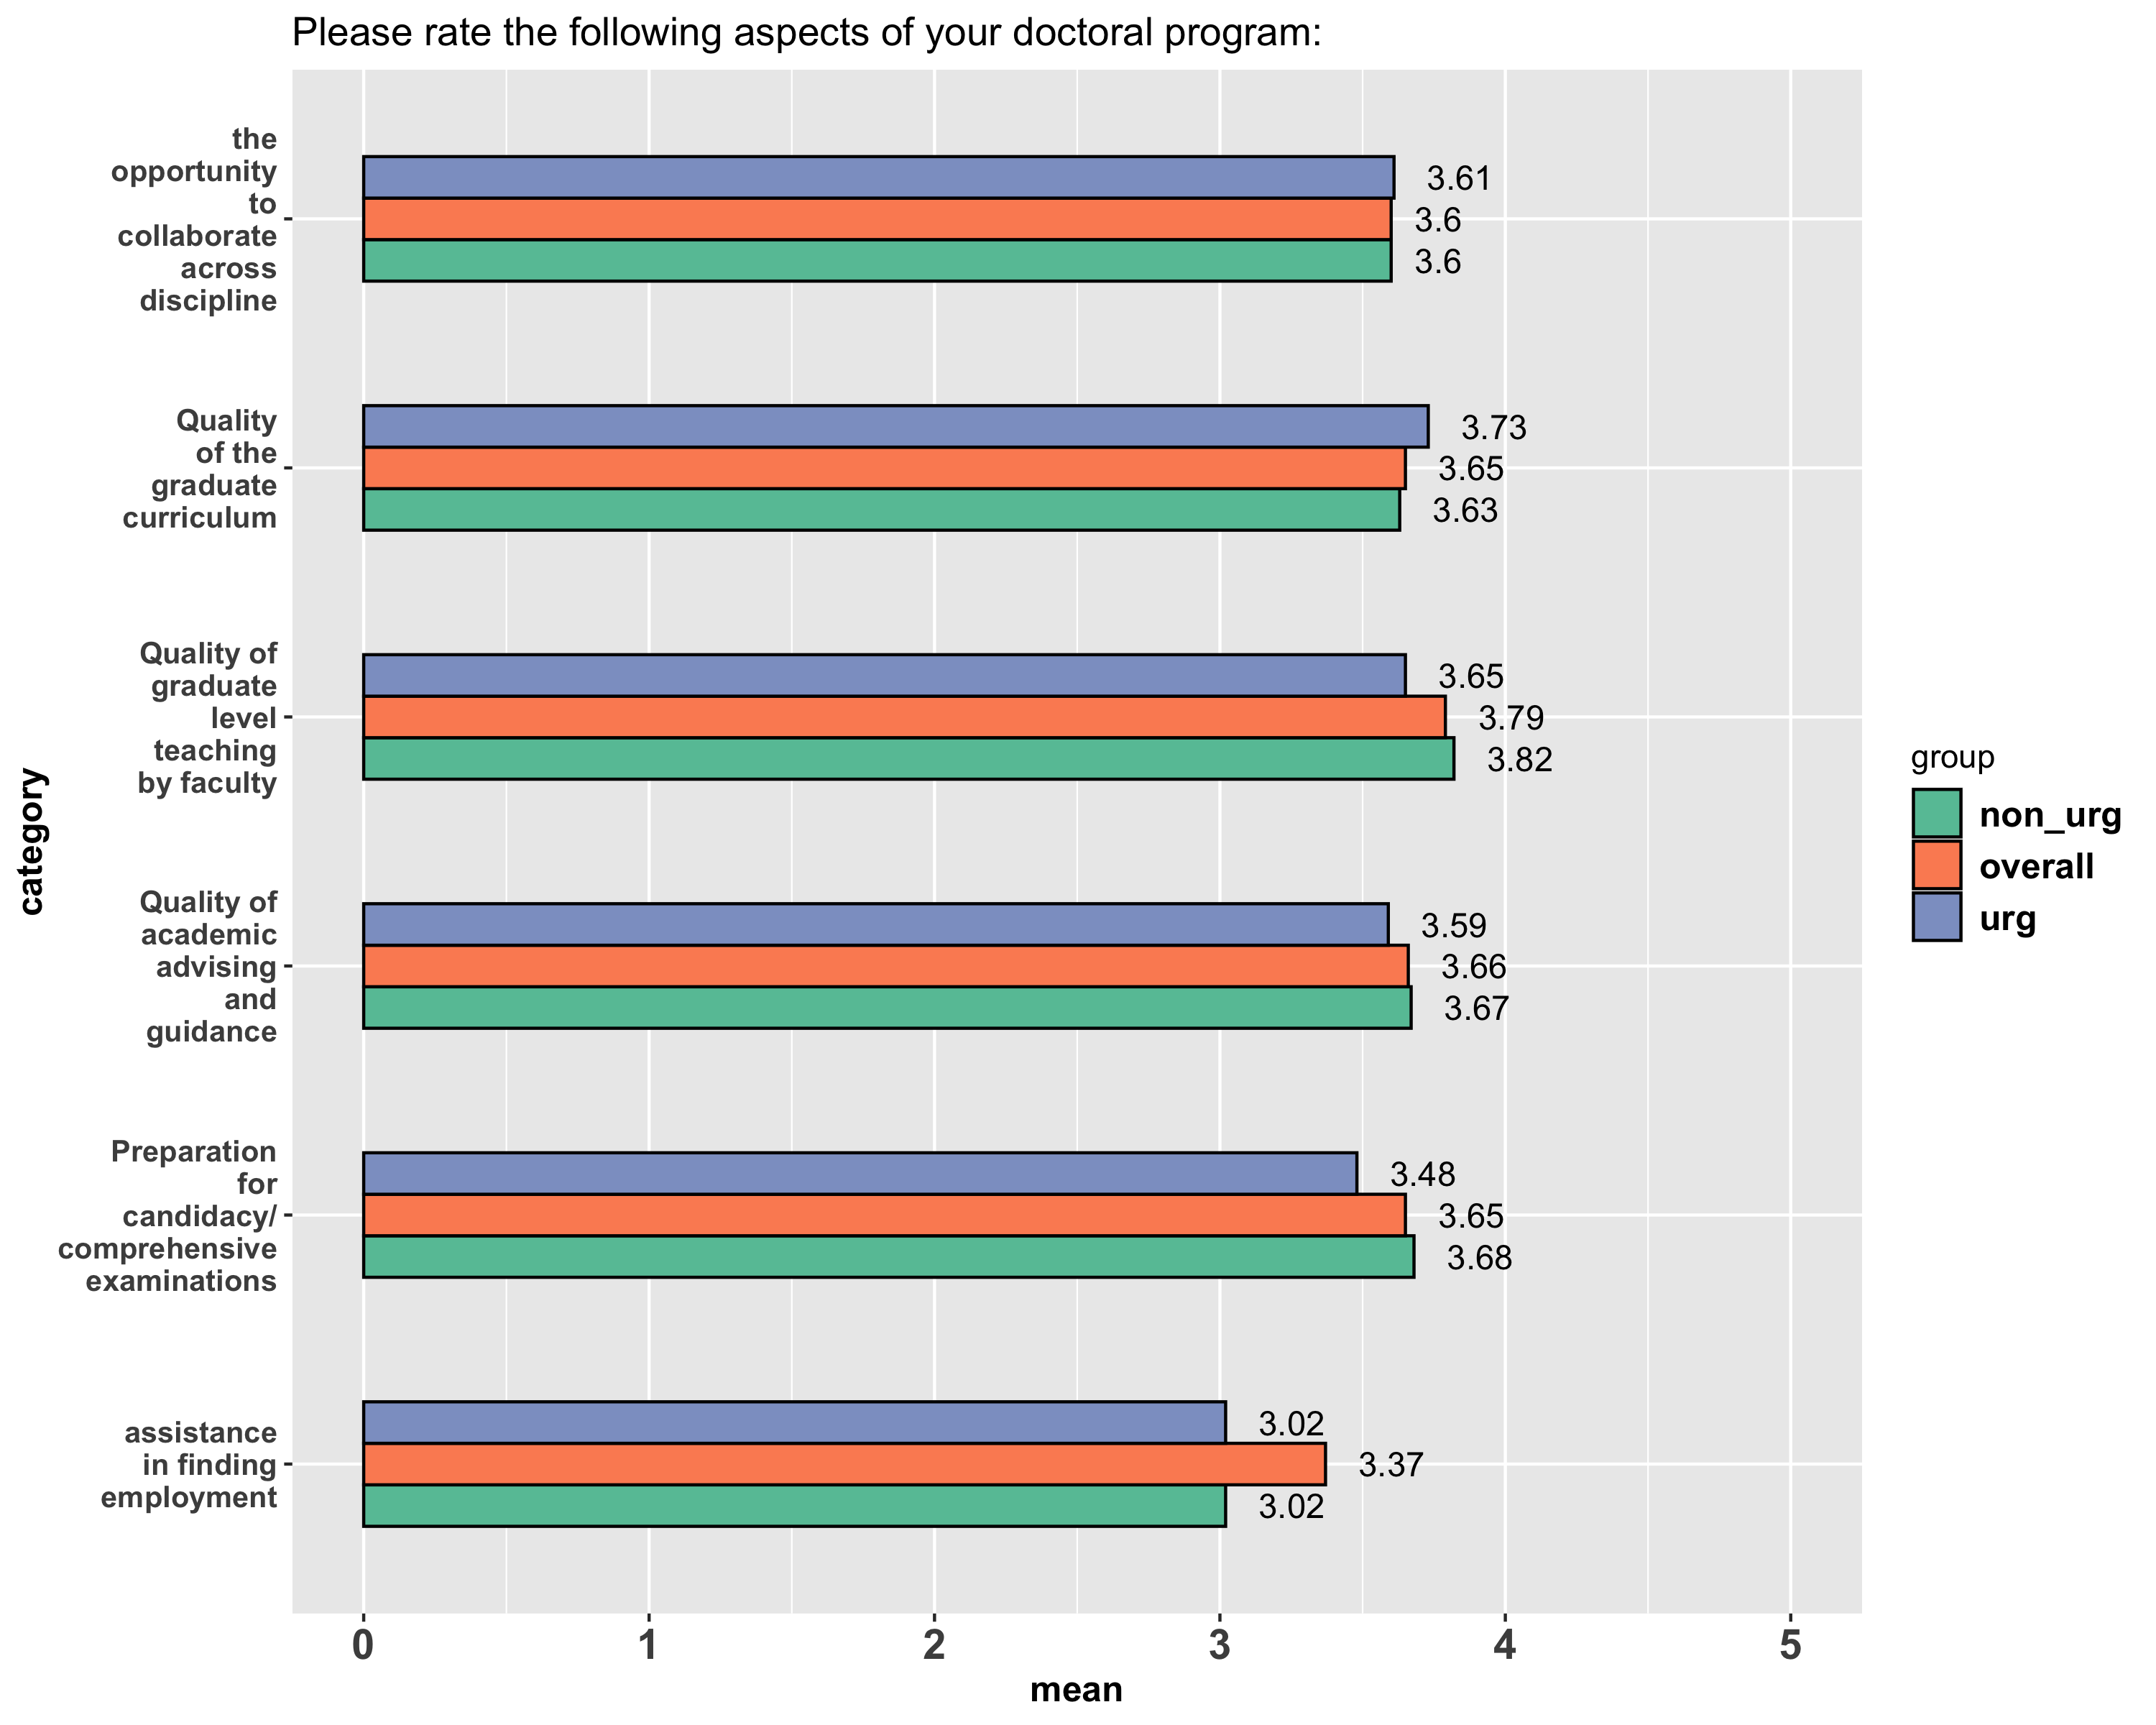 Please rate the following aspects of your doctoral program:
category
the
opportunity
to
collaborate
across
discipline
3.61
3.6
3.6
Quality
of the
graduate
curriculum
3.73
3.65
3.63
Quality of
graduate
level
teaching
by faculty
3.65
3.79
3.82
Quality of
academic
advising
and
guidance
3.59
3.66
3.67
Preparation
for
candidacy/
comprehensive
examinations
3.48
3.65
3.68
assistance
in finding
employment
3.02
3.37
3.02
0 1 2 3 4 5
mean
group
non_urg
overall
urg